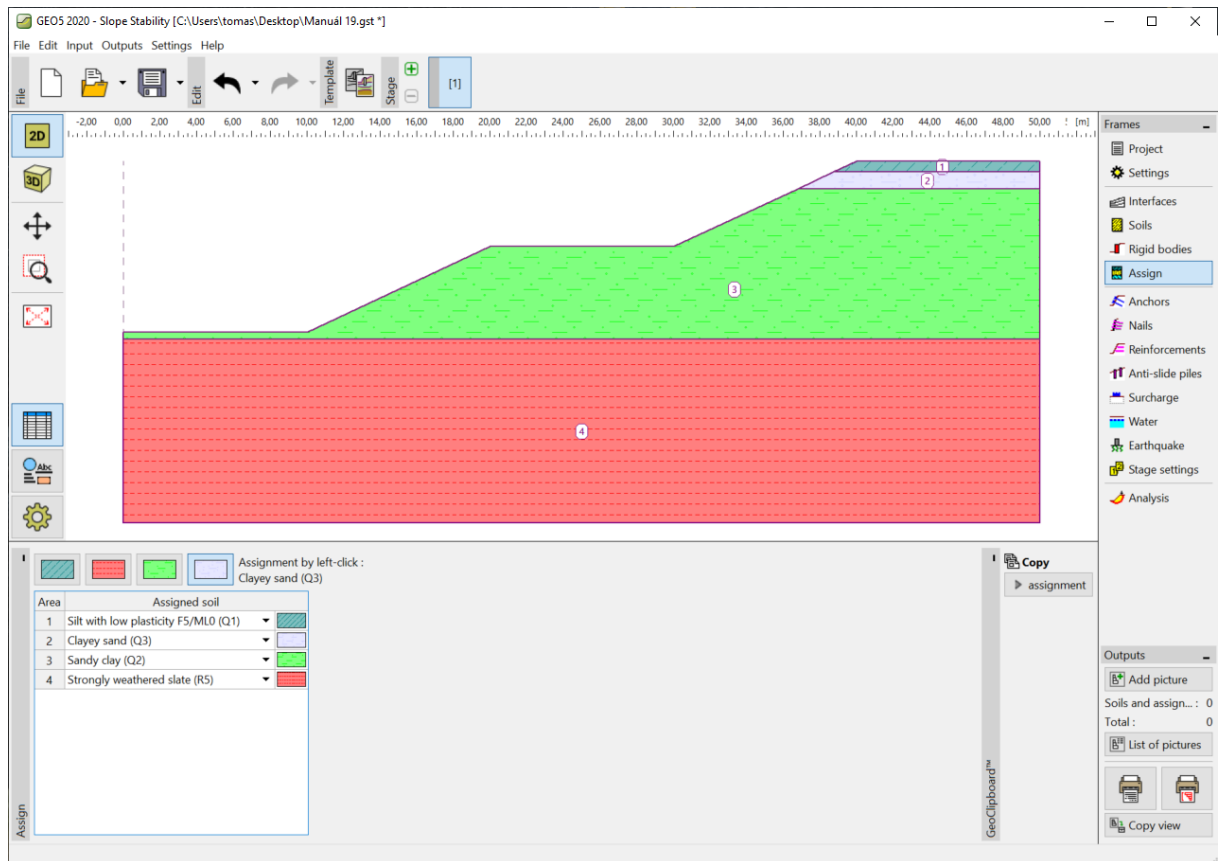 GEO5 2020 - Slope Stability [C:\Users\tomas\Desktop\Manuál 19.gst *]
File Edit Input Outputs Settings Help
File
Edit
Template
Stage
[1]
2D
3D
Abc
-2,00 0,00 2,00 4,00 6,00 8,00 10,00 12,00 14,00 16,00 18,00 20,00 22,00 24,00 26,00 28,00 30,00 32,00 34,00 36,00 38,00 40,00 42,00 44,00 46,00 48,00 50,00 [m]
1
2
3
4
Frames
Project
Settings
Interfaces
Soils
Rigid bodies
Assign
Anchors
Nails
Reinforcements
Anti-slide piles
Surcharge
Water
Earthquake
Stage settings
Analysis
Assign
Assignment by left-click :
Clayey sand (Q3)
Area Assigned soil
1 Silt with low plasticity F5/ML0 (Q1)
2 Clayey sand (Q3)
3 Sandy clay (Q2)
4 Strongly weathered slate (R5)
GeoClipboard™
Copy
assignment
Outputs
Add picture
Soils and assign... : 0
Total : 0
List of pictures
Copy view